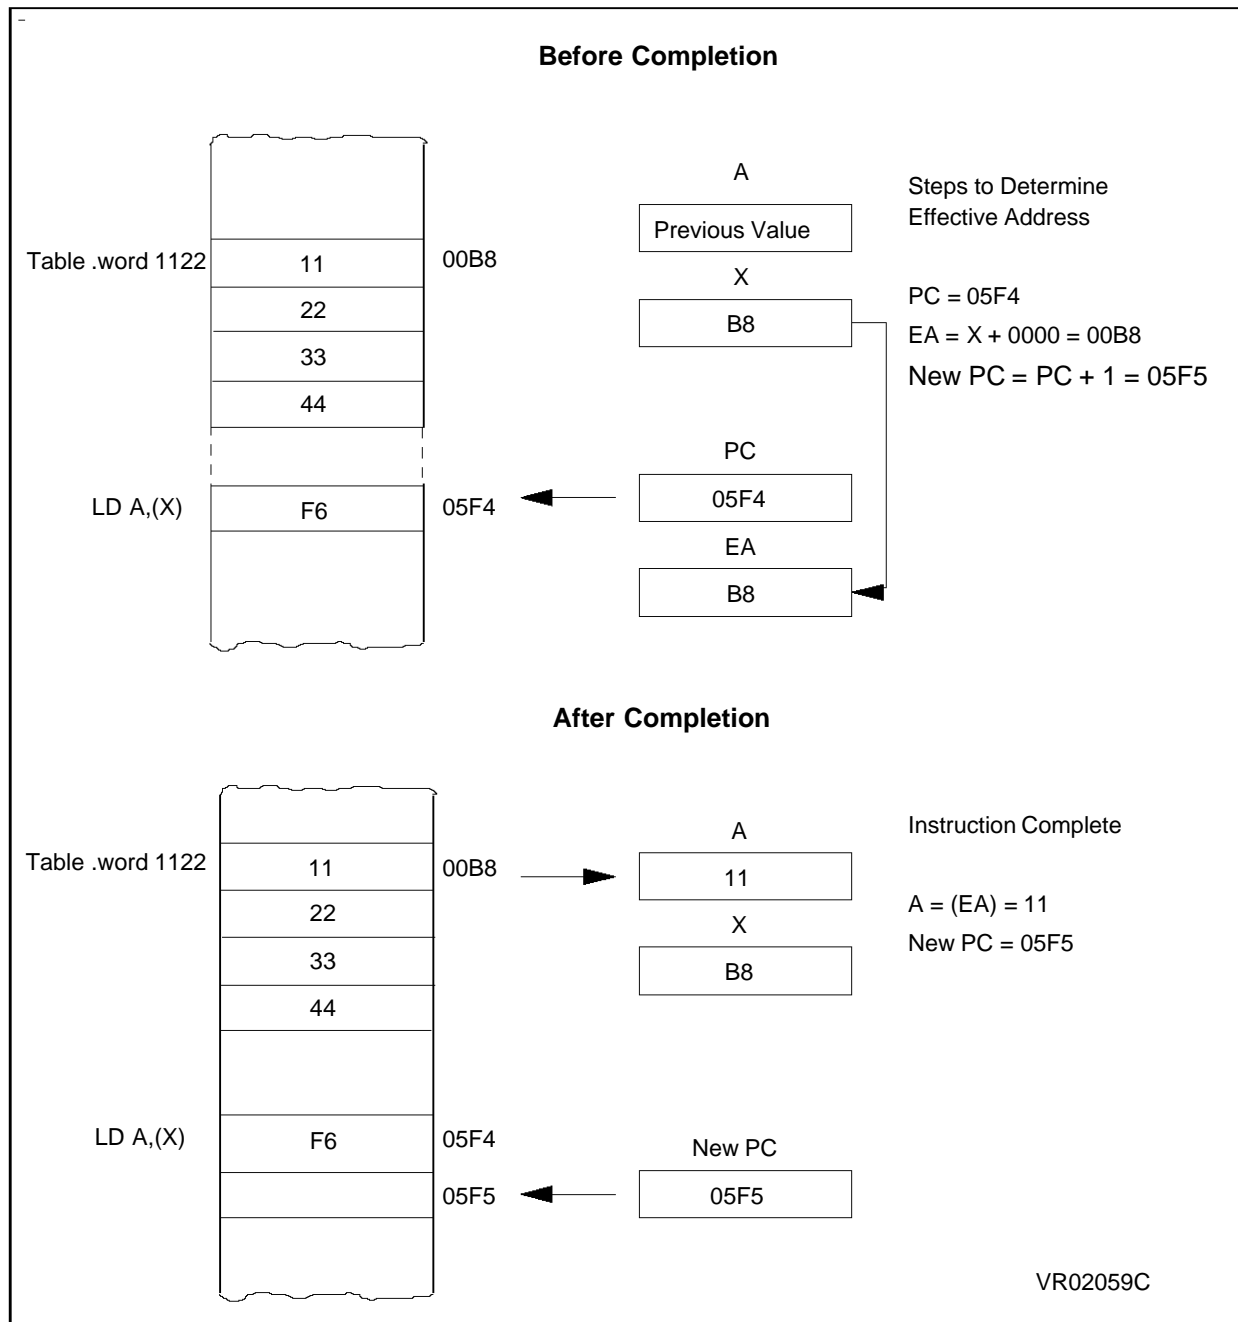 Before Completion
A
Steps to Determine
Effective Address
Previous Value
Table .word 1122
11
00B8
X
22
PC = 05F4
B8
EA = X + 0000 = 00B8
33
New PC = PC + 1 = 05F5
44
PC
LD A,(X)
F6
05F4
05F4
EA
B8
After Completion
A
Instruction Complete
Table .word 1122
11
00B8
11
A = (EA) = 11
22
X
New PC = 05F5
33
B8
44
LD A,(X)
F6
05F4
New PC
05F5
05F5
VR02059C